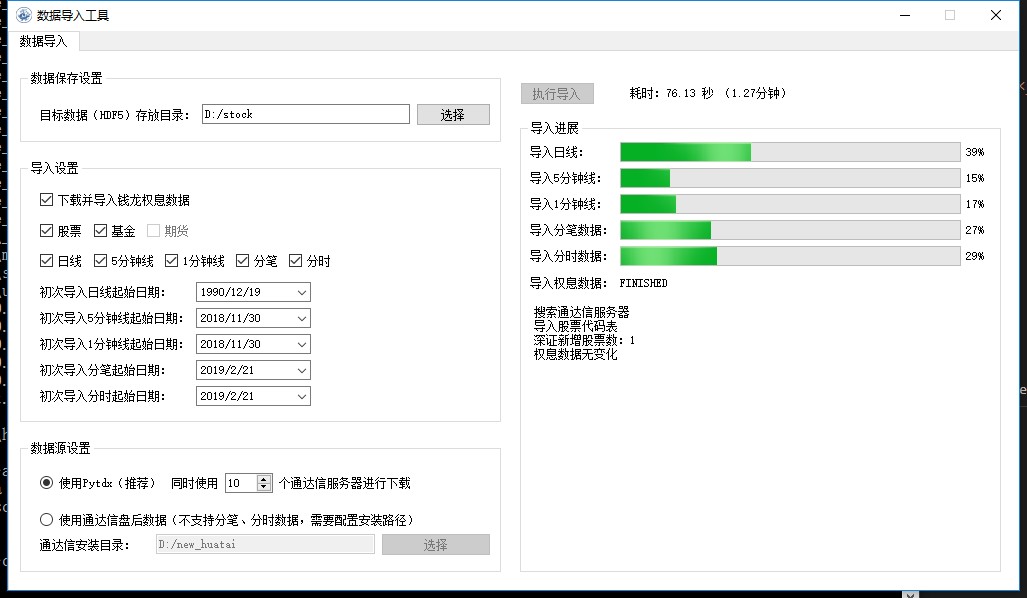 数据导入工具
数据导入
数据保存设置
目标数据（HDF5）存放目录： D:/stock 选择
导入设置
下载并导入钱龙权息数据
股票 基金 期货
日线 5分钟线 1分钟线 分笔 分时
初次导入日线起始日期： 1990/12/19
初次导入5分钟线起始日期： 2018/11/30
初次导入1分钟线起始日期： 2018/11/30
初次导入分笔起始日期： 2019/2/21
初次导入分时起始日期： 2019/2/21
数据源设置
使用Pytdx（推荐） 同时使用 10 个通达信服务器进行下载
使用通达信盘后数据（不支持分笔、分时数据，需要配置安装路径）
通达信安装目录： D:/new_huatai 选择
执行导入 耗时：76.13 秒 （1.27分钟）
导入进展
导入日线： 39%
导入5分钟线： 15%
导入1分钟线： 17%
导入分笔数据： 27%
导入分时数据： 29%
导入权息数据： FINISHED
搜索通达信服务器
导入股票代码表
深证新增股票数：1
权息数据无变化